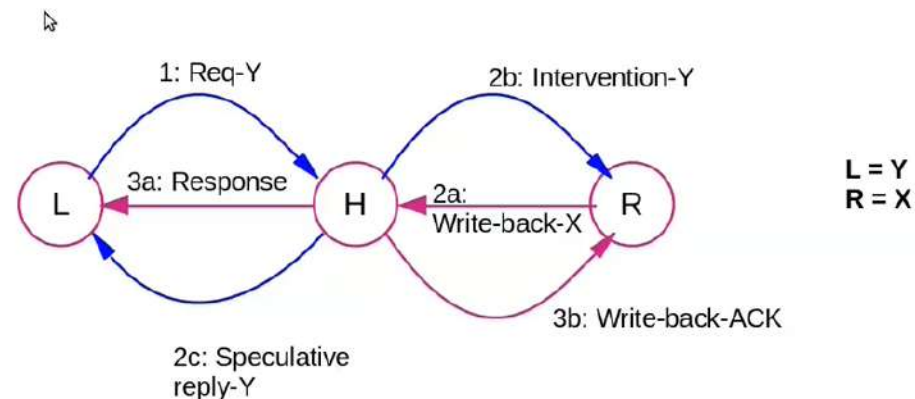 1: Req-Y
2b: Intervention-Y
L = Y
R = X
3a: Response
L
H
2a:
Write-back-X
R
3b: Write-back-ACK
2c: Speculative
reply-Y